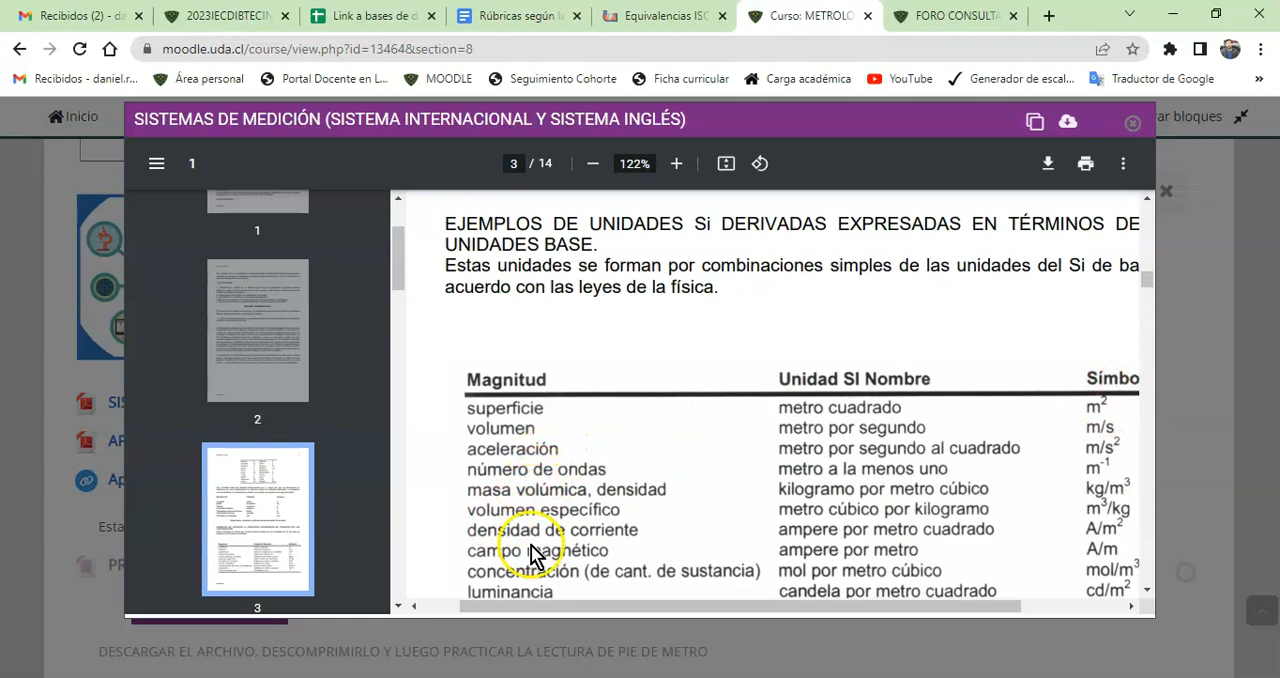 Recibidos (54) - da
2023IECDIBTECIN
Link a bases de d
Rúbricas según la
Equivalencias ISC
Curso: METROLO
FORO CONSULTA
moodle.uda.cl/course/view.php?id=13464&section=8
Recibidos - daniel.r...
Área personal
Portal Docente en L...
MOODLE
Seguimiento Cohorte
Ficha curricular
Carga académica
YouTube
Generador de escal...
Traductor de Google
»
Inicio
ar bloques
SISTEMAS DE MEDICIÓN (SISTEMA INTERNACIONAL Y SISTEMA INGLÉS)
1
3 / 14
122%
1
2
3
EJEMPLOS DE UNIDADES Si DERIVADAS EXPRESADAS EN TÉRMINOS DE
UNIDADES BASE.
Estas unidades se forman por combinaciones simples de las unidades del Si de ba
acuerdo con las leyes de la física.
Magnitud Unidad SI Nombre Símbo
superficie metro cuadrado m²
volumen metro por segundo m/s
aceleración metro por segundo al cuadrado m/s²
número de ondas metro a la menos uno m⁻¹
masa volúmica, densidad kilogramo por metro cúbico kg/m³
volumen específico metro cúbico por kilogramo m³/kg
densidad de corriente ampere por metro cuadrado A/m²
campo magnético ampere por metro A/m
concentración (de cant. de sustancia) mol por metro cúbico mol/m³
luminancia candela por metro cuadrado cd/m²
SIS
AP
Ap
Esta
PR
DESCARGAR EL ARCHIVO, DESCOMPRIMIRLO Y LUEGO PRACTICAR LA LECTURA DE PIE DE METRO